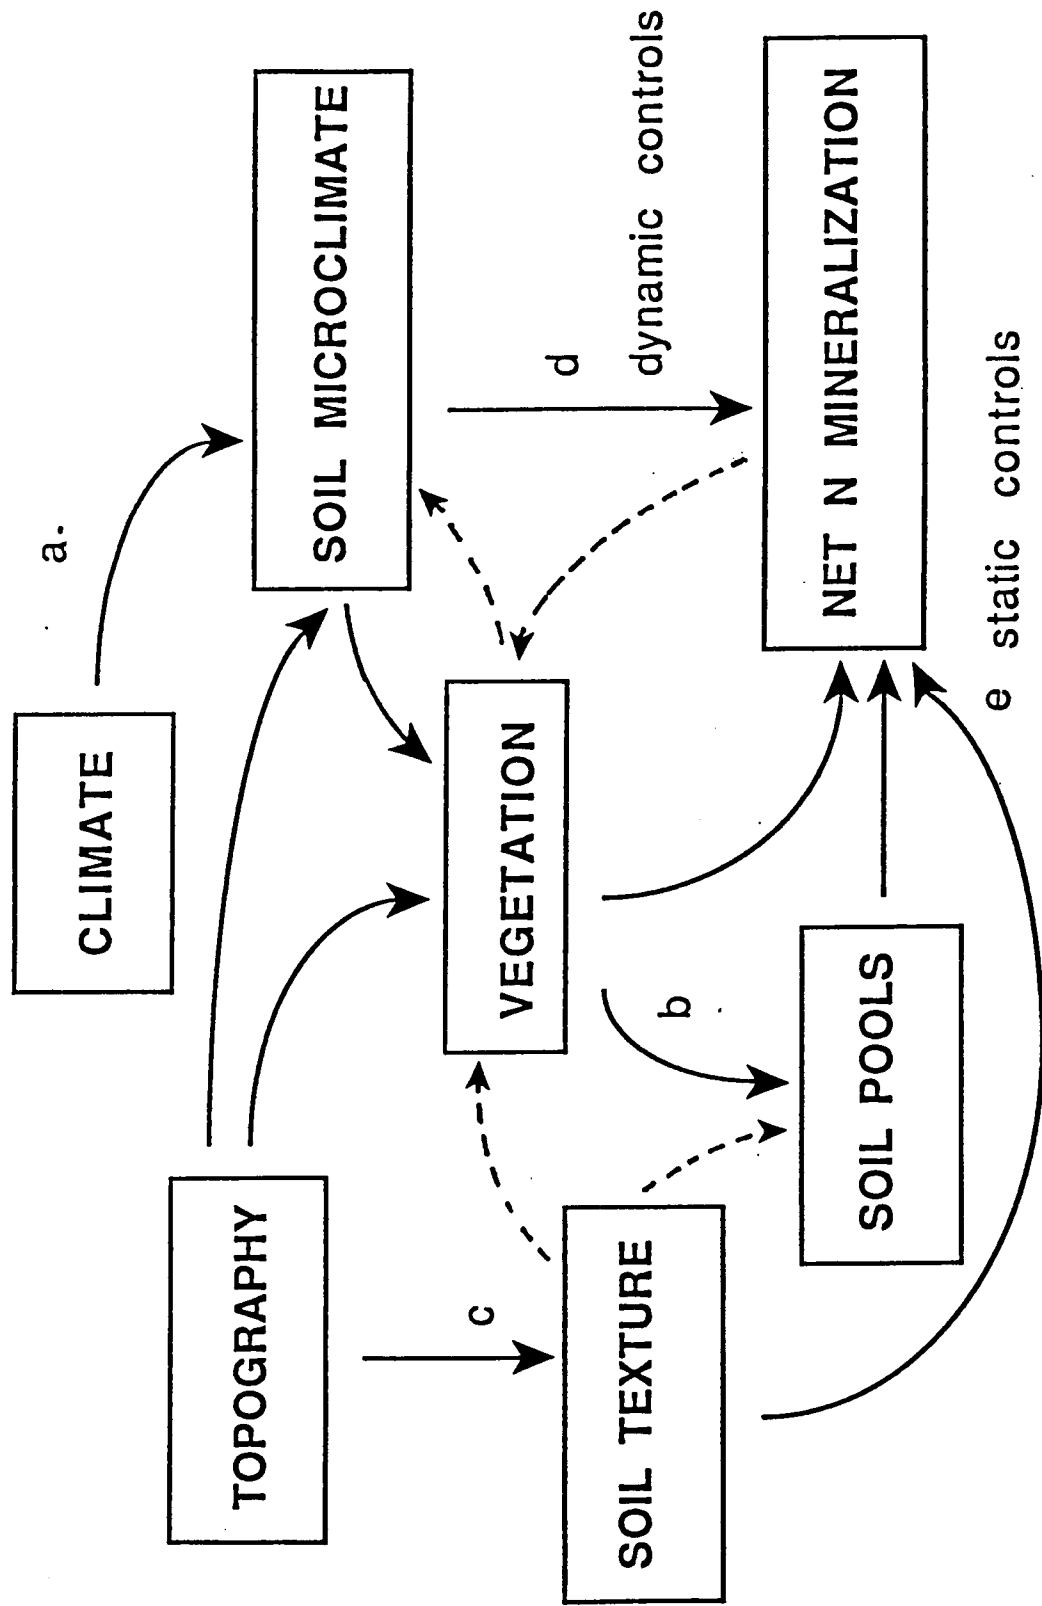 CLIMATE
a.
TOPOGRAPHY
SOIL MICROCLIMATE
c
VEGETATION
d
dynamic controls
SOIL TEXTURE
b
SOIL POOLS
NET N MINERALIZATION
e static controls